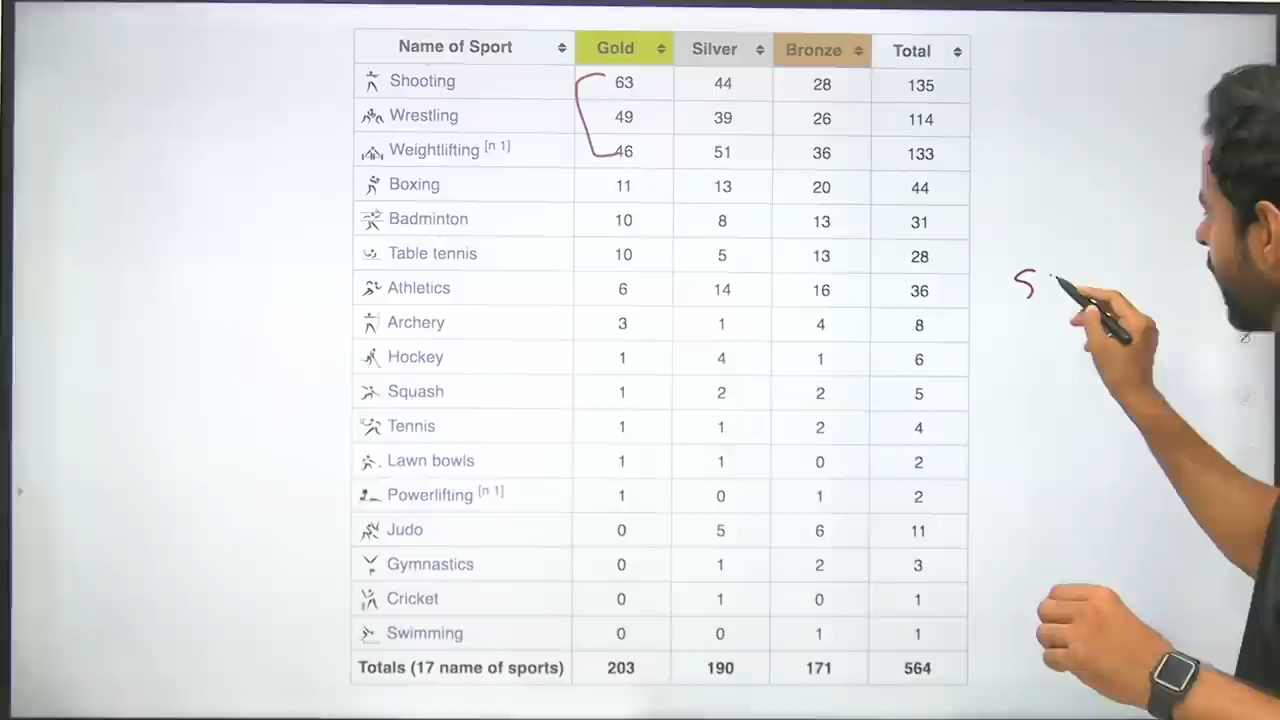 Name of Sport Gold Silver Bronze Total
Shooting 63 44 28 135
Wrestling 49 39 26 114
Weightlifting [n 1] 46 51 36 133
Boxing 11 13 20 44
Badminton 10 8 13 31
Table tennis 10 5 13 28
Athletics 6 14 16 36
Archery 3 1 4 8
Hockey 1 4 1 6
Squash 1 2 2 5
Tennis 1 1 2 4
Lawn bowls 1 1 0 2
Powerlifting [n 1] 1 0 1 2
Judo 0 5 6 11
Gymnastics 0 1 2 3
Cricket 0 1 0 1
Swimming 0 0 1 1
Totals (17 name of sports) 203 190 171 564
S